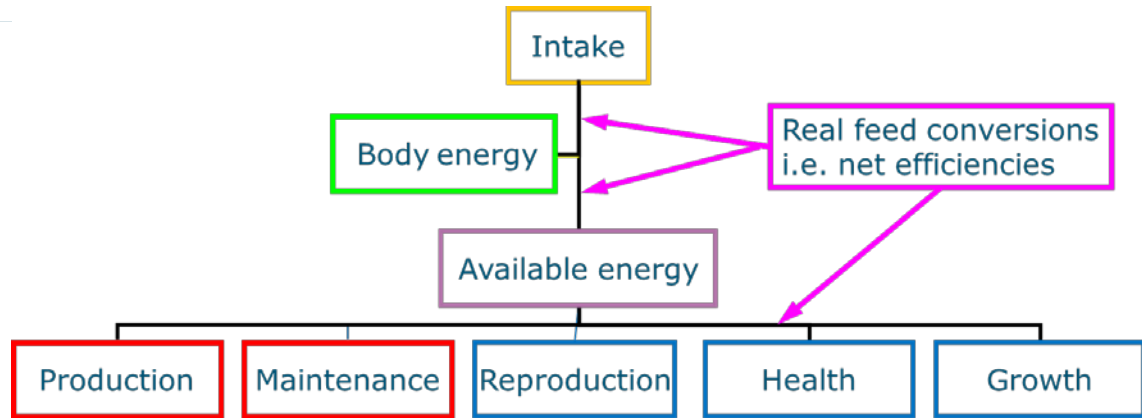 Intake
Body energy
Real feed conversions
i.e. net efficiencies
Available energy
Production
Maintenance
Reproduction
Health
Growth